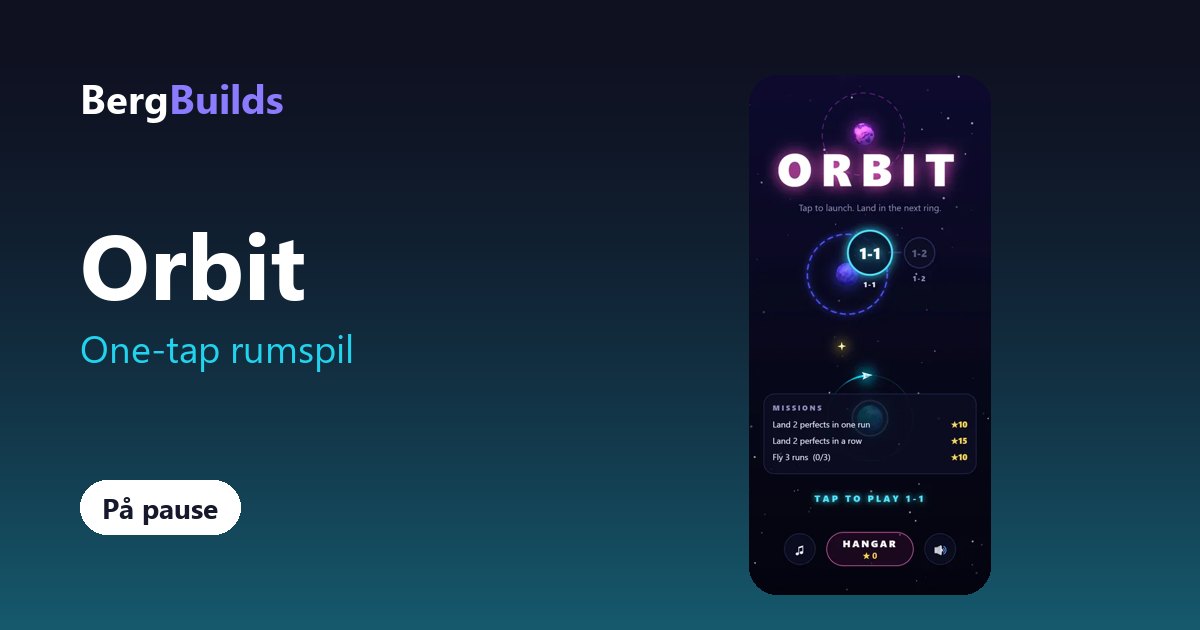 BergBuilds
Orbit
One-tap rumspil
På pause
ORBIT
Tap to launch. Land in the next ring.
1-1
1-2
1-1
1-2
MISSIONS
Land 2 perfects in one run ★10
Land 2 perfects in a row ★15
Fly 3 runs (0/3) ★10
TAP TO PLAY 1-1
HANGAR
★ 0